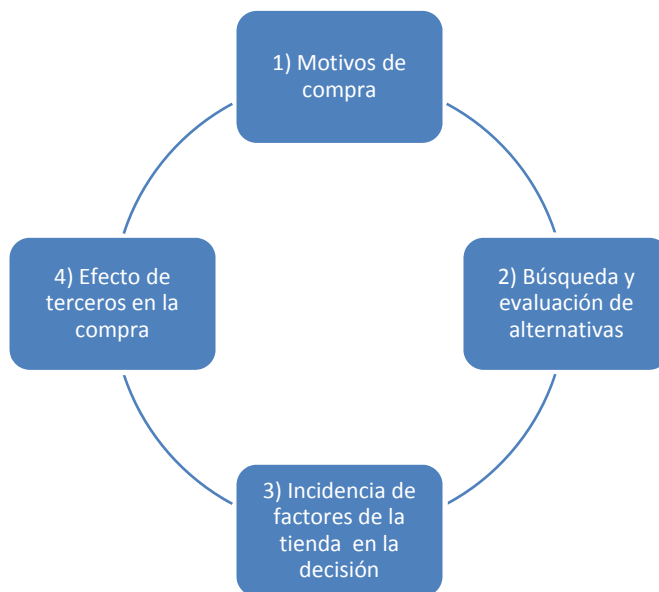 1) Motivos de
compra
2) Búsqueda y
evaluación de
alternativas
3) Incidencia de
factores de la
tienda en la
decisión
4) Efecto de
terceros en la
compra